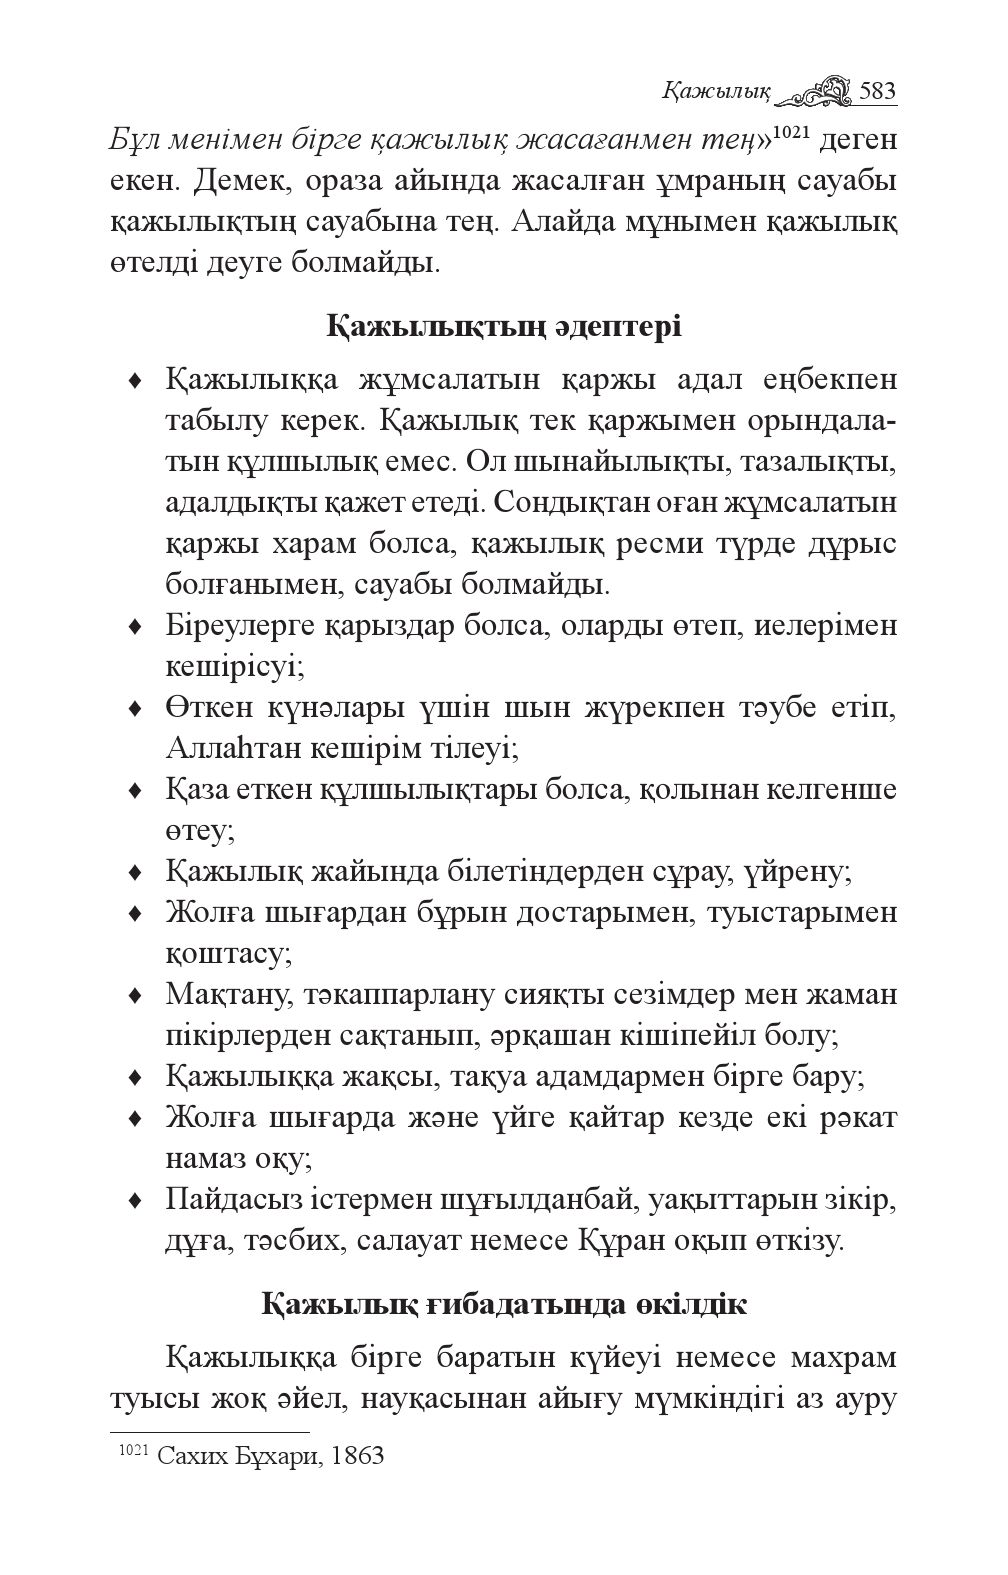 Қажылық 583
Бұл менімен бірге қажылық жасағанмен тең»1021 деген
екен. Демек, ораза айында жасалған ұмраның сауабы
қажылықтың сауабына тең. Алайда мұнымен қажылық
өтелді деуге болмайды.
Қажылықтың әдептері
♦ Қажылыққа жұмсалатын қаржы адал еңбекпен
табылу керек. Қажылық тек қаржымен орындала-
тын құлшылық емес. Ол шынайылықты, тазалықты,
адалдықты қажет етеді. Сондықтан оған жұмсалатын
қаржы харам болса, қажылық ресми түрде дұрыс
болғанымен, сауабы болмайды.
♦ Біреулерге қарыздар болса, оларды өтеп, иелерімен
кешірісуі;
♦ Өткен күнәлары үшін шын жүрекпен тәубе етіп,
Аллаһтан кешірім тілеуі;
♦ Қаза еткен құлшылықтары болса, қолынан келгенше
өтеу;
♦ Қажылық жайында білетіндерден сұрау, үйрену;
♦ Жолға шығардан бұрын достарымен, туыстарымен
қоштасу;
♦ Мақтану, тәкаппарлану сияқты сезімдер мен жаман
пікірлерден сақтанып, әрқашан кішіпейіл болу;
♦ Қажылыққа жақсы, тақуа адамдармен бірге бару;
♦ Жолға шығарда және үйге қайтар кезде екі рәкат
намаз оқу;
♦ Пайдасыз істермен шұғылданбай, уақыттарын зікір,
дұға, тәсбих, салауат немесе Құран оқып өткізу.
Қажылық ғибадатында өкілдік
Қажылыққа бірге баратын күйеуі немесе махрам
туысы жоқ әйел, науқасынан айығу мүмкіндігі аз ауру
1021 Сахих Бұхари, 1863